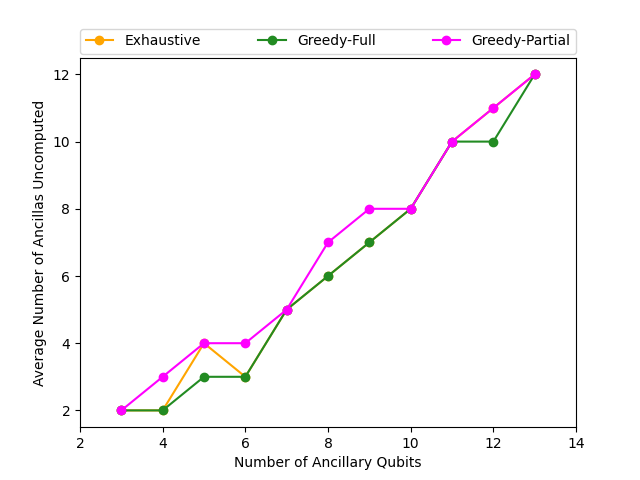 Exhaustive Greedy-Full Greedy-Partial
12
10
8
6
4
2
Average Number of Ancillas Uncomputed
2 4 6 8 10 12 14
Number of Ancillary Qubits